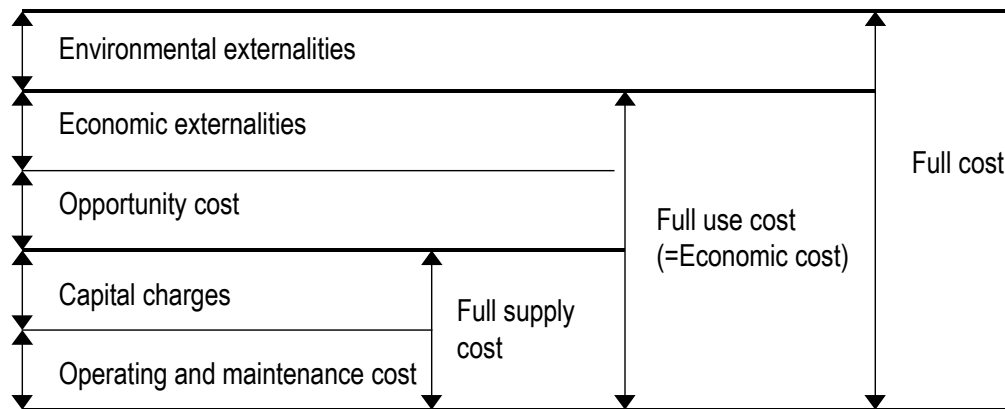 Environmental externalities
Economic externalities
Full cost
Opportunity cost
Full use cost
(=Economic cost)
Capital charges
Full supply
cost
Operating and maintenance cost